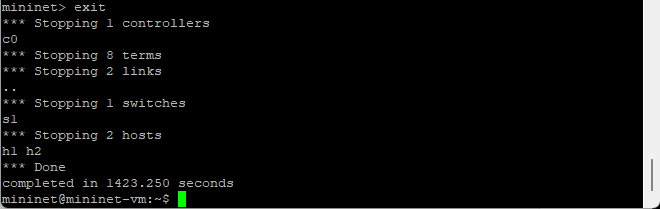 mininet> exit
*** Stopping 1 controllers
c0
*** Stopping 8 terms
*** Stopping 2 links
..
*** Stopping 1 switches
s1
*** Stopping 2 hosts
h1 h2
*** Done
completed in 1423.250 seconds
mininet@mininet-vm:~$